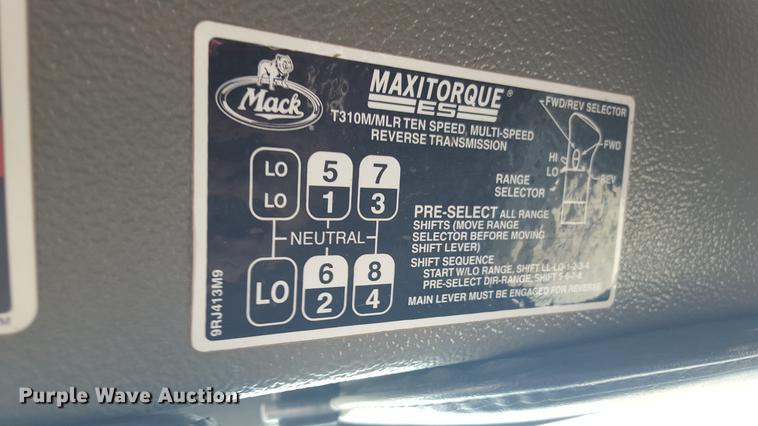 Mack
MAXITORQUE®
ES
T310M/MLR TEN SPEED, MULTI-SPEED
REVERSE TRANSMISSION
FWD/REV SELECTOR
FWD
HI
LO
REV
RANGE
SELECTOR
LO 5 7
LO 1 3
NEUTRAL
LO 6 8
2 4
PRE-SELECT ALL RANGE
SHIFTS (MOVE RANGE
SELECTOR BEFORE MOVING
SHIFT LEVER)
SHIFT SEQUENCE
START W/LO RANGE, SHIFT LL-LO-1-2-3-4
PRE-SELECT DIR-RANGE, SHIFT 5-6-7-8
MAIN LEVER MUST BE ENGAGED FOR REVERSE
9RJ413M9
Purple Wave Auction